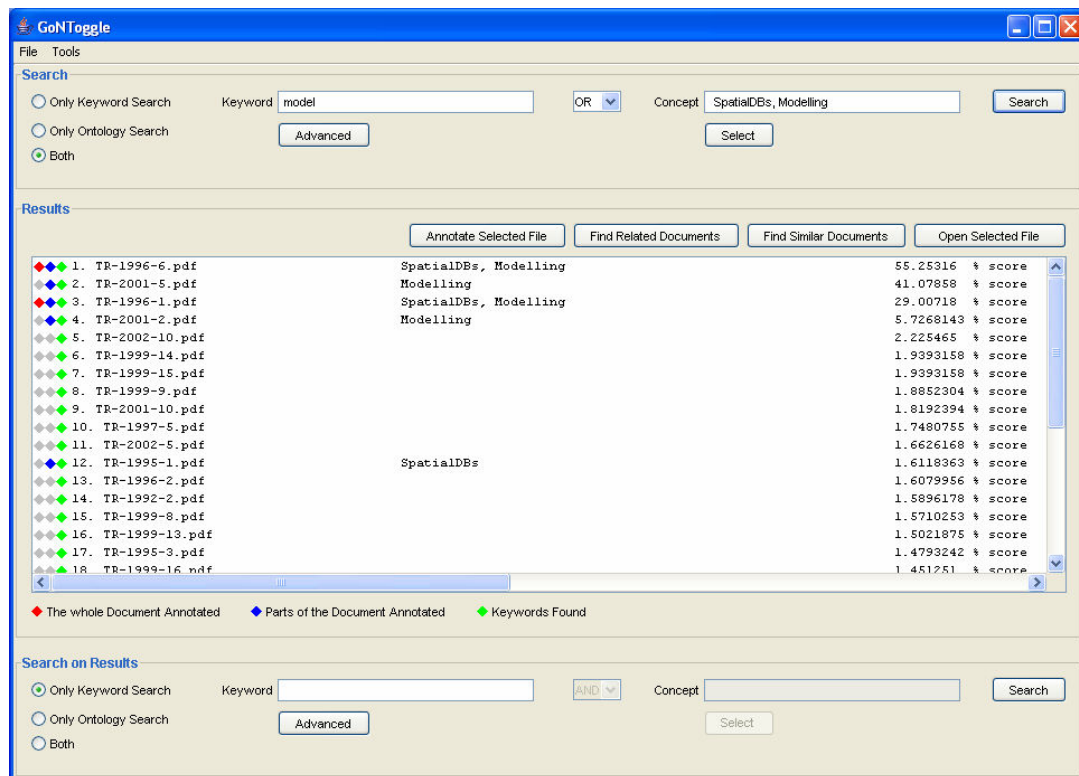 GoNToggle
File Tools
Search
Only Keyword Search Keyword model OR Concept SpatialDBs, Modelling Search
Only Ontology Search Advanced Select
Both
Results
Annotate Selected File Find Related Documents Find Similar Documents Open Selected File
1. TR-1996-6.pdf SpatialDBs, Modelling 55.25316 % score
2. TR-2001-5.pdf Modelling 41.07858 % score
3. TR-1996-1.pdf SpatialDBs, Modelling 29.00718 % score
4. TR-2001-2.pdf Modelling 5.7268143 % score
5. TR-2002-10.pdf 2.225465 % score
6. TR-1999-14.pdf 1.9393158 % score
7. TR-1999-15.pdf 1.9393158 % score
8. TR-1999-9.pdf 1.8852304 % score
9. TR-2001-10.pdf 1.8192394 % score
10. TR-1997-5.pdf 1.7480755 % score
11. TR-2002-5.pdf 1.6626168 % score
12. TR-1995-1.pdf SpatialDBs 1.6118363 % score
13. TR-1996-2.pdf 1.6079956 % score
14. TR-1992-2.pdf 1.5896178 % score
15. TR-1999-8.pdf 1.5710253 % score
16. TR-1999-13.pdf 1.5021875 % score
17. TR-1995-3.pdf 1.4793242 % score
18. TR-1999-16.pdf 1.451251 % score
The whole Document Annotated Parts of the Document Annotated Keywords Found
Search on Results
Only Keyword Search Keyword AND Concept Search
Only Ontology Search Advanced Select
Both